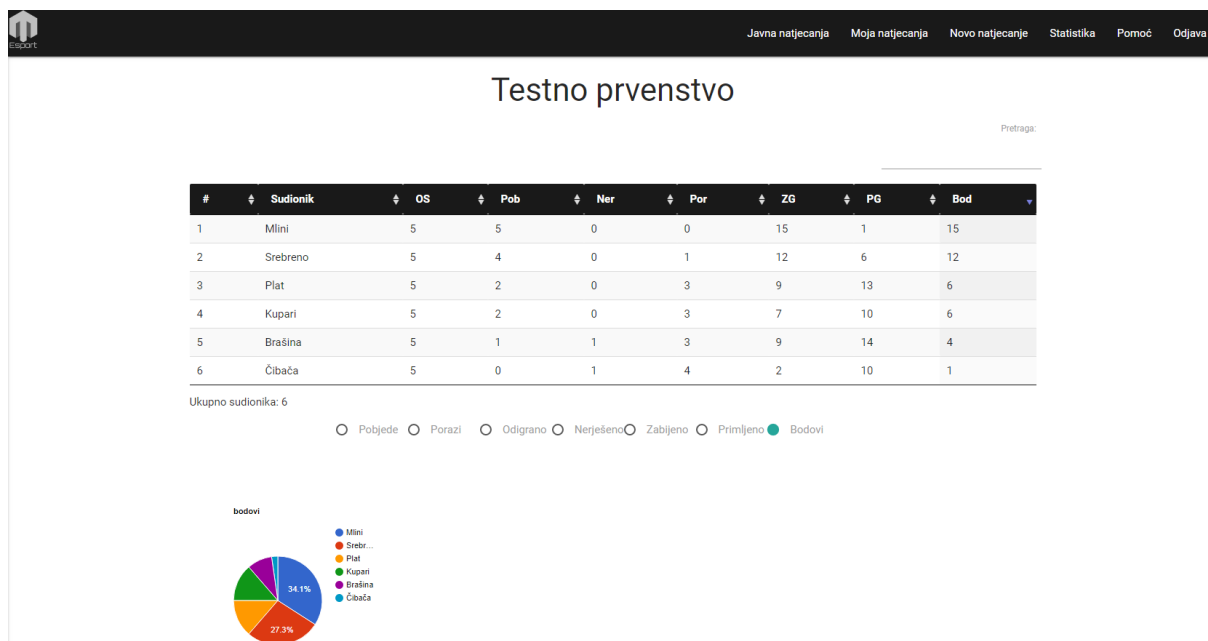 Esport
Javna natjecanja Moja natjecanja Novo natjecanje Statistika Pomoć Odjava
Testno prvenstvo
Pretraga:
# Sudionik OS Pob Ner Por ZG PG Bod
1 Mlini 5 5 0 0 15 1 15
2 Srebreno 5 4 0 1 12 6 12
3 Plat 5 2 0 3 9 13 6
4 Kupari 5 2 0 3 7 10 6
5 Brašina 5 1 1 3 9 14 4
6 Čibača 5 0 1 4 2 10 1
Ukupno sudionika: 6
Pobjede Porazi Odigrano Nerješeno Zabijeno Primljeno Bodovi
bodovi
Mlini
Srebr...
Plat
Kupari
Brašina
Čibača
34.1%
27.3%